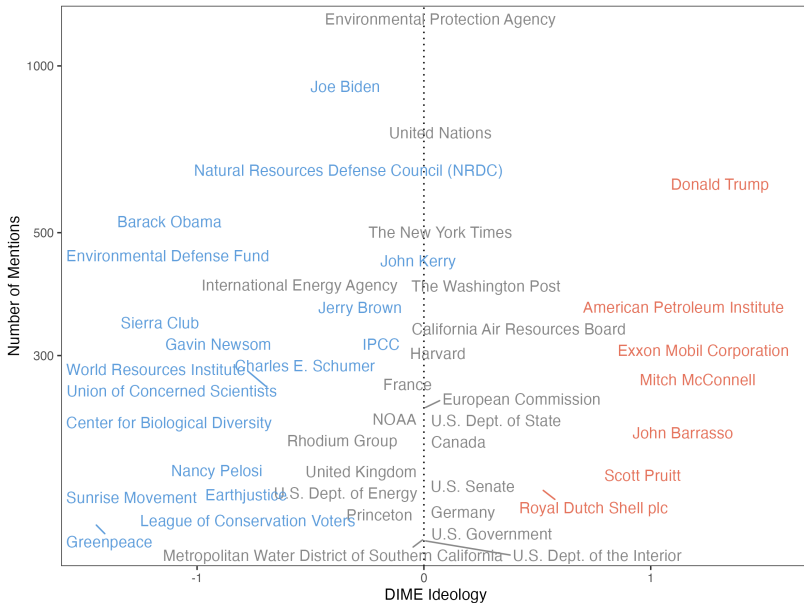 Environmental Protection Agency
1000
Joe Biden
United Nations
Natural Resources Defense Council (NRDC)
Donald Trump
Barack Obama
500
The New York Times
Environmental Defense Fund
John Kerry
International Energy Agency
The Washington Post
Jerry Brown
American Petroleum Institute
Number of Mentions
Sierra Club
California Air Resources Board
Gavin Newsom
IPCC
300
Harvard
Exxon Mobil Corporation
World Resources Institute
Charles E. Schumer
Mitch McConnell
France
Union of Concerned Scientists
European Commission
Center for Biological Diversity
NOAA
U.S. Dept. of State
John Barrasso
Rhodium Group
Canada
Nancy Pelosi
United Kingdom
Scott Pruitt
U.S. Senate
Sunrise Movement
Earthjustice
U.S. Dept. of Energy
Royal Dutch Shell plc
League of Conservation Voters
Princeton
Germany
U.S. Government
Greenpeace
Metropolitan Water District of Southern California
U.S. Dept. of the Interior
-1
0
1
DIME Ideology